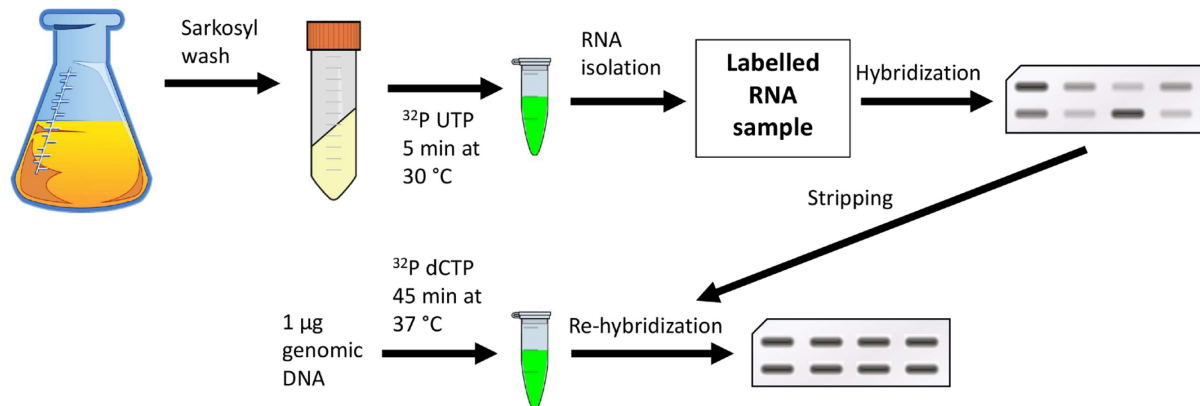 Sarkosyl
wash
³²P UTP
5 min at
30 °C
RNA
isolation
Labelled
RNA
sample
Hybridization
Stripping
1 µg
genomic
DNA
³²P dCTP
45 min at
37 °C
Re-hybridization